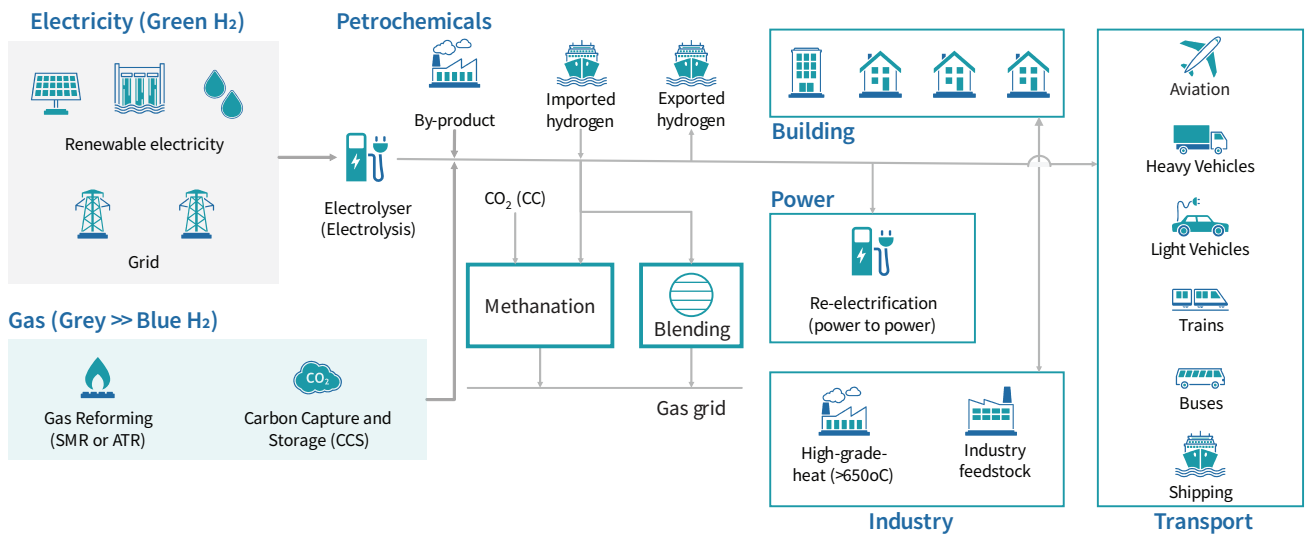 Electricity (Green H₂)
Renewable electricity
Grid
Gas (Grey >> Blue H₂)
Gas Reforming
(SMR or ATR)
CO₂
Carbon Capture and
Storage (CCS)
Electrolyser
(Electrolysis)
Petrochemicals
By-product
Imported
hydrogen
Exported
hydrogen
CO₂ (CC)
Methanation
Blending
Gas grid
Building
Power
Re-electrification
(power to power)
High-grade-
heat (>650oC)
Industry
feedstock
Industry
Aviation
Heavy Vehicles
Light Vehicles
Trains
Buses
Shipping
Transport